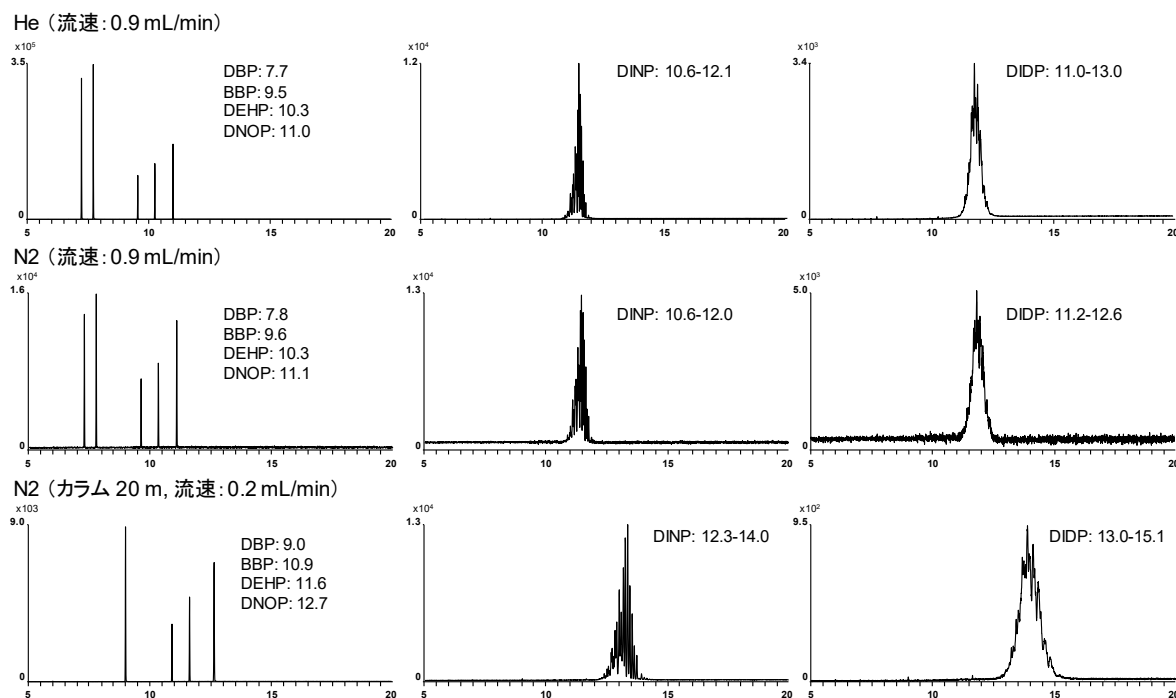 He（流速：0.9 mL/min）
x10⁵
3.5
0
5 10 15 20
DBP: 7.7
BBP: 9.5
DEHP: 10.3
DNOP: 11.0
x10⁴
1.2
0
5 10 15 20
DINP: 10.6-12.1
x10³
3.4
0
5 10 15 20
DIDP: 11.0-13.0
N2（流速：0.9 mL/min）
x10⁴
1.6
0
5 10 15 20
DBP: 7.8
BBP: 9.6
DEHP: 10.3
DNOP: 11.1
x10⁴
1.3
0
5 10 15 20
DINP: 10.6-12.0
x10³
5.0
0
5 10 15 20
DIDP: 11.2-12.6
N2（カラム 20 m, 流速：0.2 mL/min）
x103
9.0
0
5 10 15 20
DBP: 9.0
BBP: 10.9
DEHP: 11.6
DNOP: 12.7
x10⁴
1.3
0
5 10 15 20
DINP: 12.3-14.0
x10²
9.5
0
5 10 15 20
DIDP: 13.0-15.1